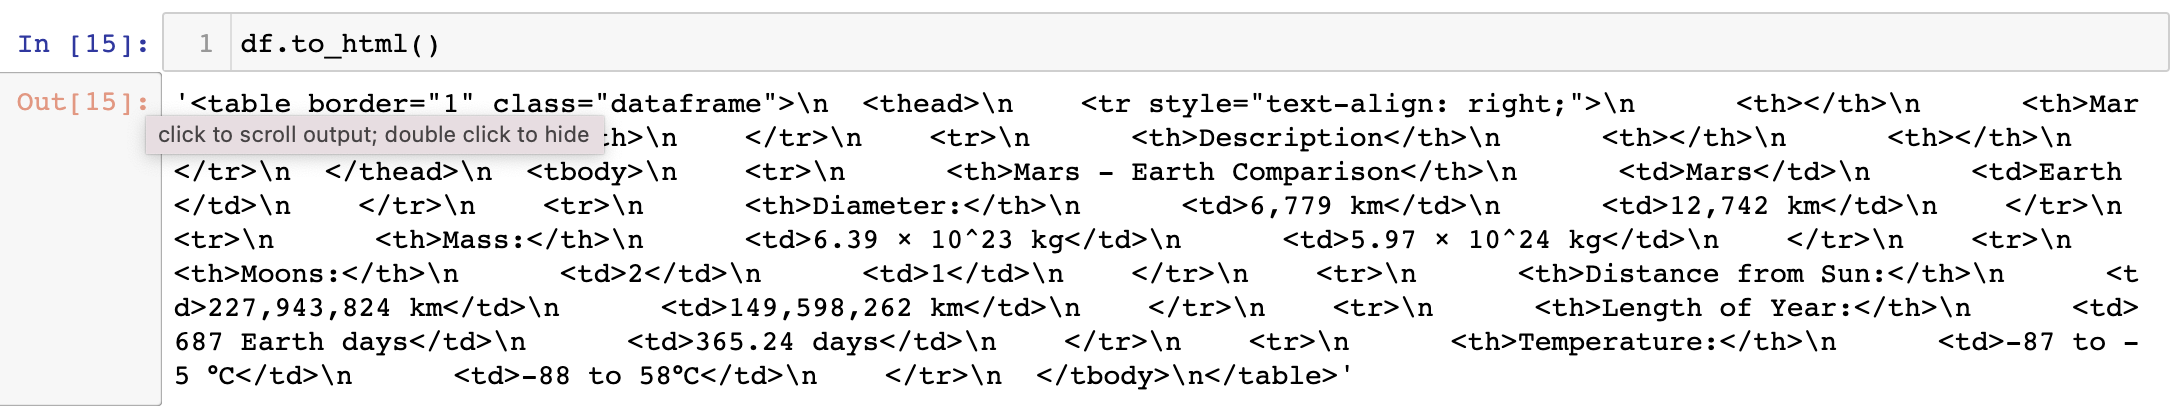 In [15]: 1 df.to_html()
Out[15]: '<table border="1" class="dataframe">\n  <thead>\n    <tr style="text-align: right;">\n      <th></th>\n      <th>Mar
click to scroll output; double click to hide th>\n    </tr>\n    <tr>\n      <th>Description</th>\n      <th></th>\n      <th></th>\n
</tr>\n  </thead>\n  <tbody>\n    <tr>\n      <th>Mars - Earth Comparison</th>\n      <td>Mars</td>\n      <td>Earth
</td>\n    </tr>\n    <tr>\n      <th>Diameter:</th>\n      <td>6,779 km</td>\n      <td>12,742 km</td>\n    </tr>\n
<tr>\n      <th>Mass:</th>\n      <td>6.39 × 10^23 kg</td>\n      <td>5.97 × 10^24 kg</td>\n    </tr>\n    <tr>\n
<th>Moons:</th>\n      <td>2</td>\n      <td>1</td>\n    </tr>\n    <tr>\n      <th>Distance from Sun:</th>\n      <t
d>227,943,824 km</td>\n      <td>149,598,262 km</td>\n    </tr>\n    <tr>\n      <th>Length of Year:</th>\n      <td>
687 Earth days</td>\n      <td>365.24 days</td>\n    </tr>\n    <tr>\n      <th>Temperature:</th>\n      <td>-87 to -
5 °C</td>\n      <td>-88 to 58°C</td>\n    </tr>\n  </tbody>\n</table>'